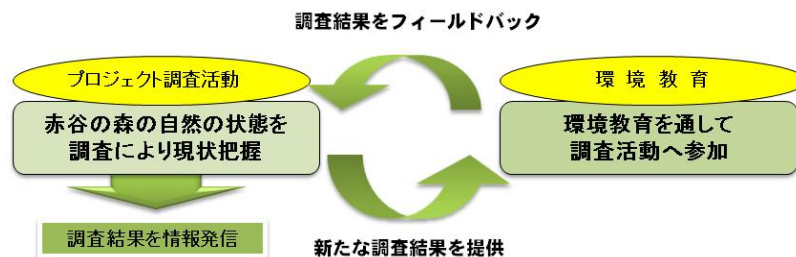 調査結果をフィールドバック
プロジェクト調査活動
赤谷の森の自然の状態を
調査により現状把握
調査結果を情報発信
環 境 教 育
環境教育を通して
調査活動へ参加
新たな調査結果を提供